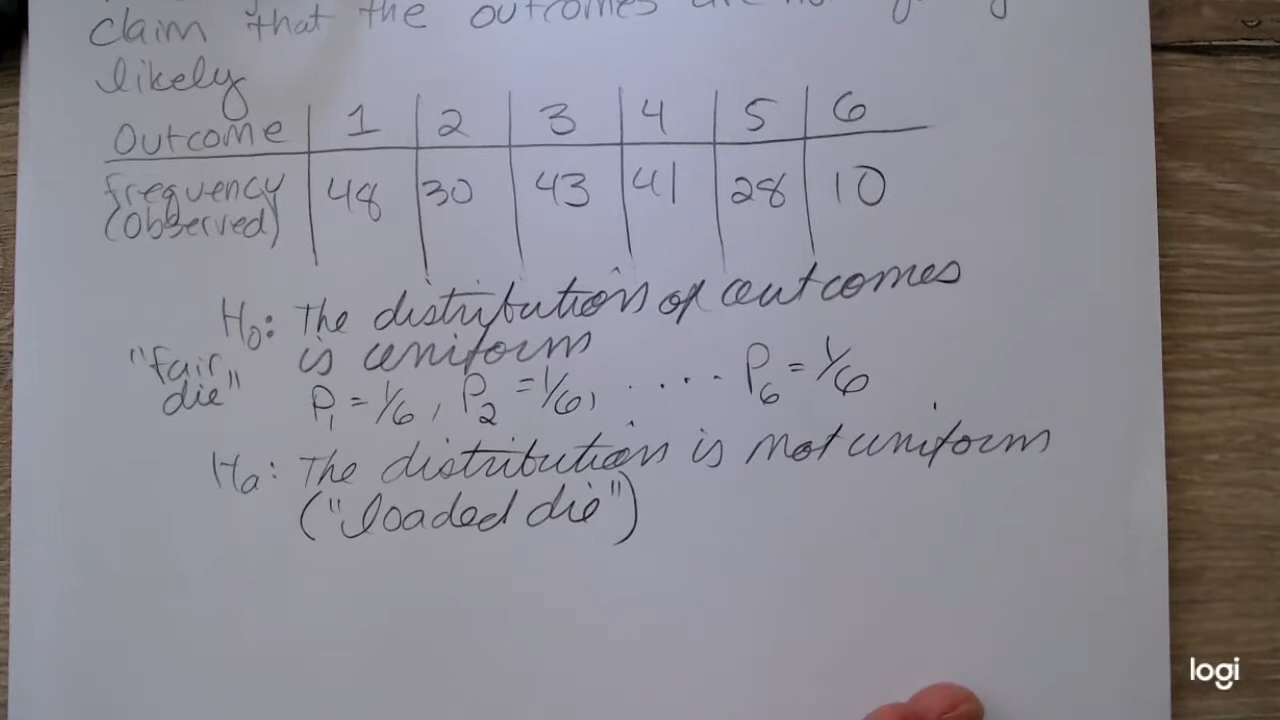 claim that the outcomes
likely
Outcome 1 2 3 4 5 6
frequency 48 30 43 41 28 10
(Observed)
H₀: The distribution of outcomes
"fair die" is uniform
P₁ = 1/6, P₂ = 1/6, ..... P₆ = 1/6
Hₐ: The distribution is not uniform
("loaded die")
logi